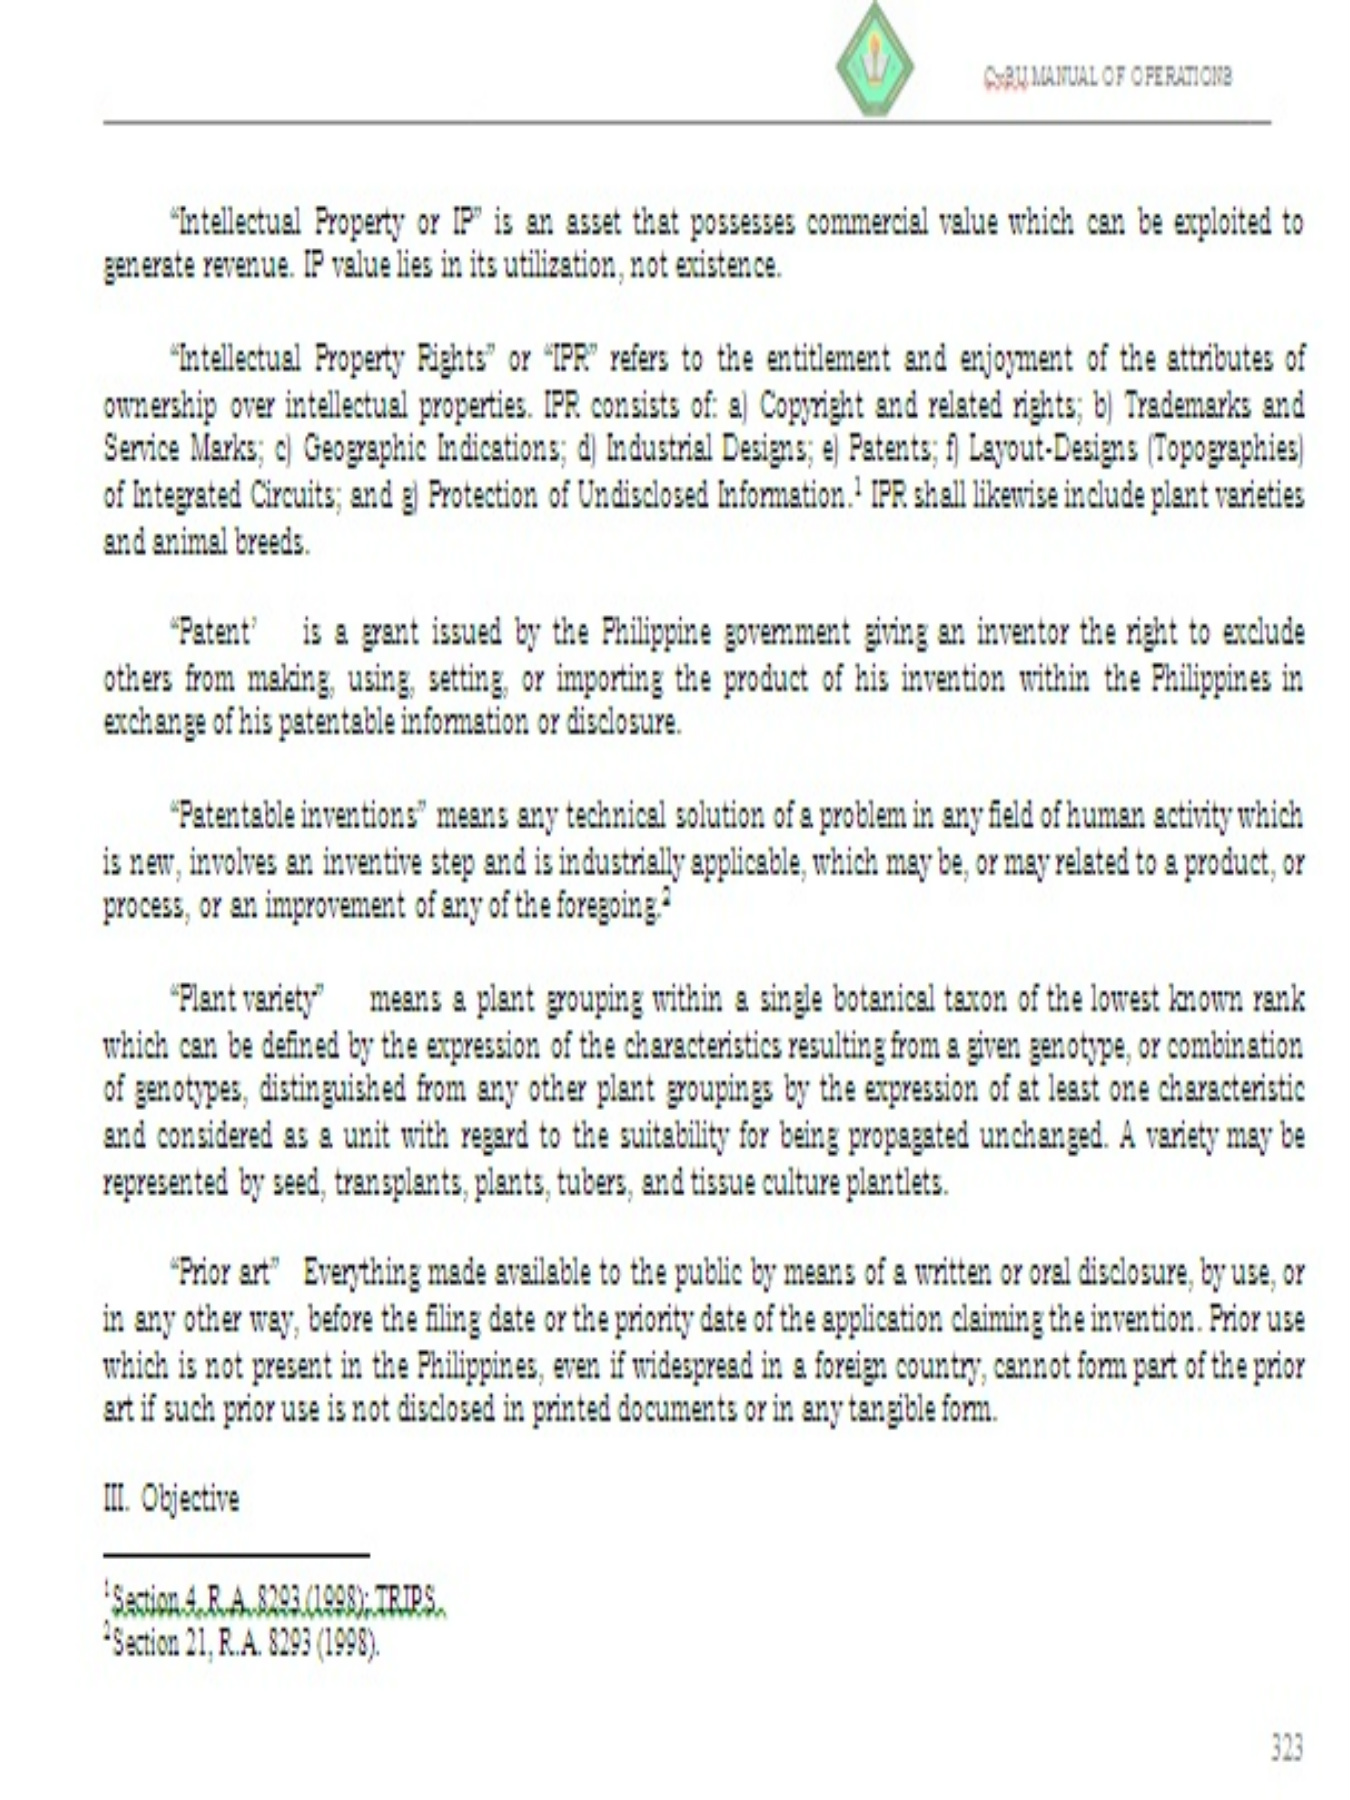 CvSU MANUAL OF OPERATIONS
“Intellectual Property or IP” is an asset that possesses commercial value which can be exploited to
generate revenue. IP value lies in its utilization, not existence.
“Intellectual Property Rights” or “IPR” refers to the entitlement and enjoyment of the attributes of
ownership over intellectual properties. IPR consists of: a) Copyright and related rights; b) Trademarks and
Service Marks; c) Geographic Indications; d) Industrial Designs; e) Patents; f) Layout-Designs (Topographies)
of Integrated Circuits; and g) Protection of Undisclosed Information.1 IPR shall likewise include plant varieties
and animal breeds.
“Patent’ is a grant issued by the Philippine government giving an inventor the right to exclude
others from making, using, setting, or importing the product of his invention within the Philippines in
exchange of his patentable information or disclosure.
“Patentable inventions” means any technical solution of a problem in any field of human activity which
is new, involves an inventive step and is industrially applicable, which may be, or may related to a product, or
process, or an improvement of any of the foregoing.2
“Plant variety” means a plant grouping within a single botanical taxon of the lowest known rank
which can be defined by the expression of the characteristics resulting from a given genotype, or combination
of genotypes, distinguished from any other plant groupings by the expression of at least one characteristic
and considered as a unit with regard to the suitability for being propagated unchanged. A variety may be
represented by seed, transplants, plants, tubers, and tissue culture plantlets.
“Prior art” Everything made available to the public by means of a written or oral disclosure, by use, or
in any other way, before the filing date or the priority date of the application claiming the invention. Prior use
which is not present in the Philippines, even if widespread in a foreign country, cannot form part of the prior
art if such prior use is not disclosed in printed documents or in any tangible form.
III. Objective
1 Section 4, R.A. 8293 (1998); TRIPS.
2 Section 21, R.A. 8293 (1998).
323